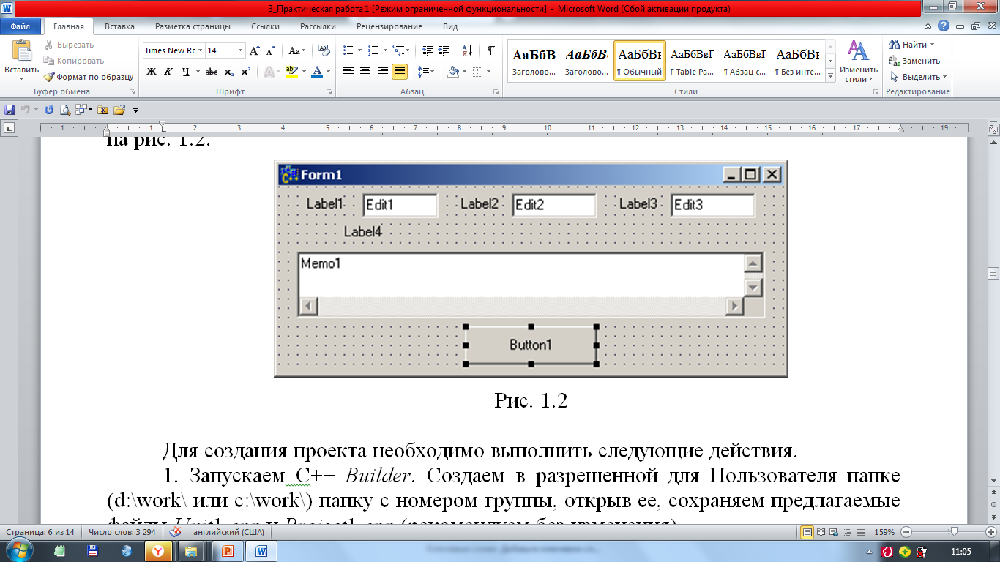 3_Практическая работа 1 [Режим ограниченной функциональности] - Microsoft Word (Сбой активации продукта)
Файл Главная Вставка Разметка страницы Ссылки Рассылки Рецензирование Вид
Вставить
Вырезать
Копировать
Формат по образцу
Буфер обмена
Times New Ro 14
Шрифт
Абзац
АаБбВ АаБбВ АаБбВ АаБбВвГ АаБбВвГ АаБбВ
Заголово... Заголово... ¶ Обычный ¶ Table Pa... ¶ Абзац с... ¶ Без инте...
Стили
Изменить стили
Найти
Заменить
Выделить
Редактирование
на рис. 1.2.
Form1
Label1 Edit1 Label2 Edit2 Label3 Edit3
Label4
Memo1
Button1
Рис. 1.2
Для создания проекта необходимо выполнить следующие действия.
1. Запускаем C++ Builder. Создаем в разрешенной для Пользователя папке
(d:\work\ или c:\work\) папку с номером группы, открыв ее, сохраняем предлагаемые
Страница: 6 из 14 Число слов: 3 294 английский (США) 159%
11:05